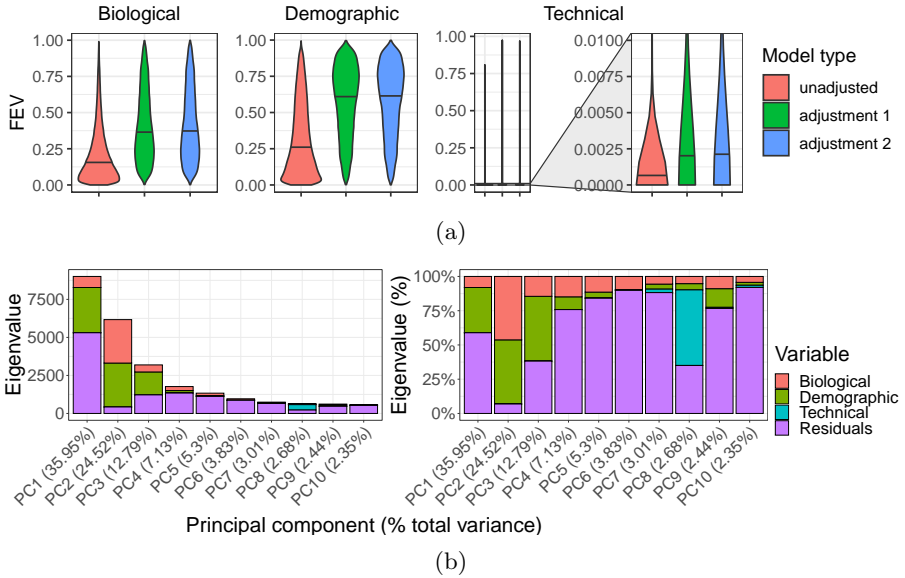 Biological
Demographic
Technical
FEV
1.00
0.75
0.50
0.25
0.00
1.00
0.75
0.50
0.25
0.00
1.00
0.75
0.50
0.25
0.00
0.0100
0.0075
0.0050
0.0025
0.0000
Model type
unadjusted
adjustment 1
adjustment 2
(a)
Eigenvalue
7500
5000
2500
0
PC1 (35.95%)
PC2 (24.52%)
PC3 (12.79%)
PC4 (7.13%)
PC5 (5.3%)
PC6 (3.83%)
PC7 (3.01%)
PC8 (2.68%)
PC9 (2.44%)
PC10 (2.35%)
Eigenvalue (%)
100%
75%
50%
25%
0%
PC1 (35.95%)
PC2 (24.52%)
PC3 (12.79%)
PC4 (7.13%)
PC5 (5.3%)
PC6 (3.83%)
PC7 (3.01%)
PC8 (2.68%)
PC9 (2.44%)
PC10 (2.35%)
Variable
Biological
Demographic
Technical
Residuals
Principal component (% total variance)
(b)